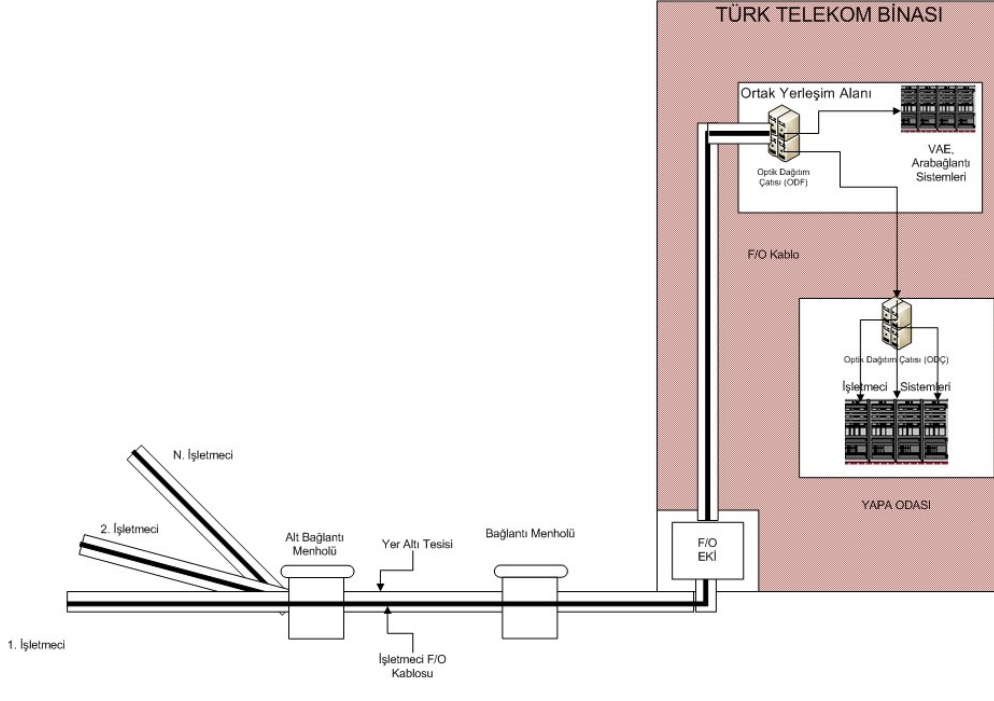 TÜRK TELEKOM BİNASI
Ortak Yerleşim Alanı
VAE,
Arabağlantı
Sistemleri
Optik Dağıtım
Çatısı (ODF)
F/O Kablo
Optik Dağıtım Çatısı (ODÇ)
İşletmeci Sistemleri
YAPA ODASI
F/O
EKİ
N. İşletmeci
2. İşletmeci
Alt Bağlantı
Menholü
Yer Altı Tesisi
Bağlantı Menholü
1. İşletmeci
İşletmeci F/O
Kablosu